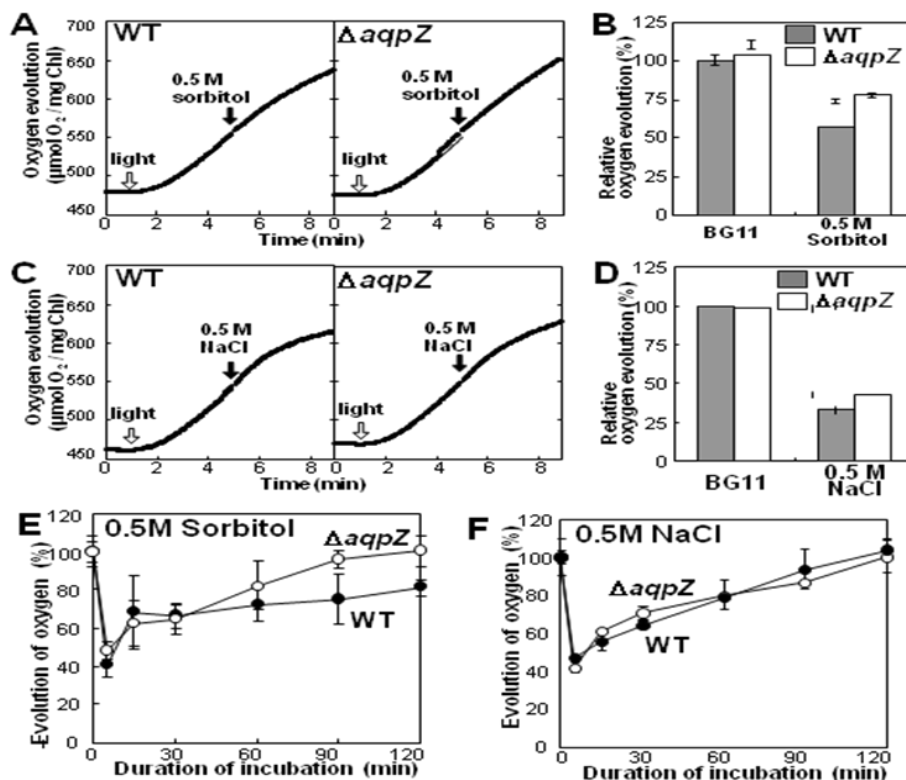 A
WT
ΔaqpZ
0.5 M
sorbitol
0.5 M
sorbitol
light
light
Oxygen evolution
(μmol O₂ / mg Chl)
700
600
550
500
450
0 2 4 6 8 0 2 4 6 8
Time (min)
B
WT
ΔaqpZ
Relative
oxygen evolution (%)
125
100
75
50
25
0
BG11
0.5 M
Sorbitol
C
WT
ΔaqpZ
0.5 M
NaCl
0.5 M
NaCl
light
light
Oxygen evolution
(μmol O₂ / mg Chl)
700
600
550
500
450
0 2 4 6 8 0 2 4 6 8
Time (min)
D
WT
ΔaqpZ
Relative
oxygen evolution (%)
125
100
75
50
25
0
BG11
0.5 M
NaCl
E
0.5M Sorbitol
ΔaqpZ
WT
-Evolution of oxygen (%)
120
100
80
60
40
20
0
0 30 60 90 120
Duration of incubation (min)
F
0.5M NaCl
ΔaqpZ
WT
Evolution of oxygen (%)
120
100
80
60
40
20
0
0 30 60 90 120
Duration of incubation (min)